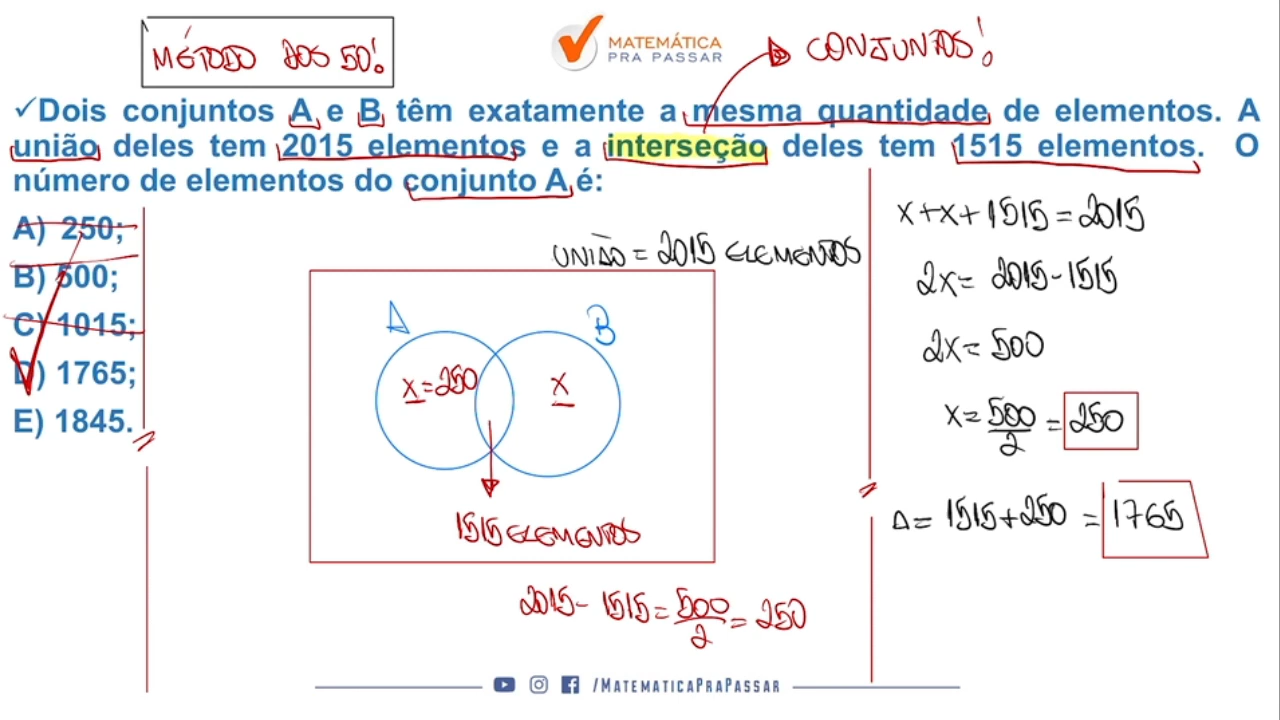 MÉTODO DOS 50!
MATEMÁTICA
PRA PASSAR
CONJUNTOS!
✓Dois conjuntos A e B têm exatamente a mesma quantidade de elementos. A
união deles tem 2015 elementos e a interseção deles tem 1515 elementos. O
número de elementos do conjunto A é:
A) 250;
B) 500;
C) 1015;
D) 1765;
E) 1845.
UNIÃO = 2015 ELEMENTOS
A
B
x=250
x
1515 ELEMENTOS
2015 - 1515 = 500/2 = 250
x+x+1515=2015
2x= 2015-1515
2x= 500
x= 500/2 = 250
A= 1515+250 = 1765
/MATEMATICAPRAPASSAR